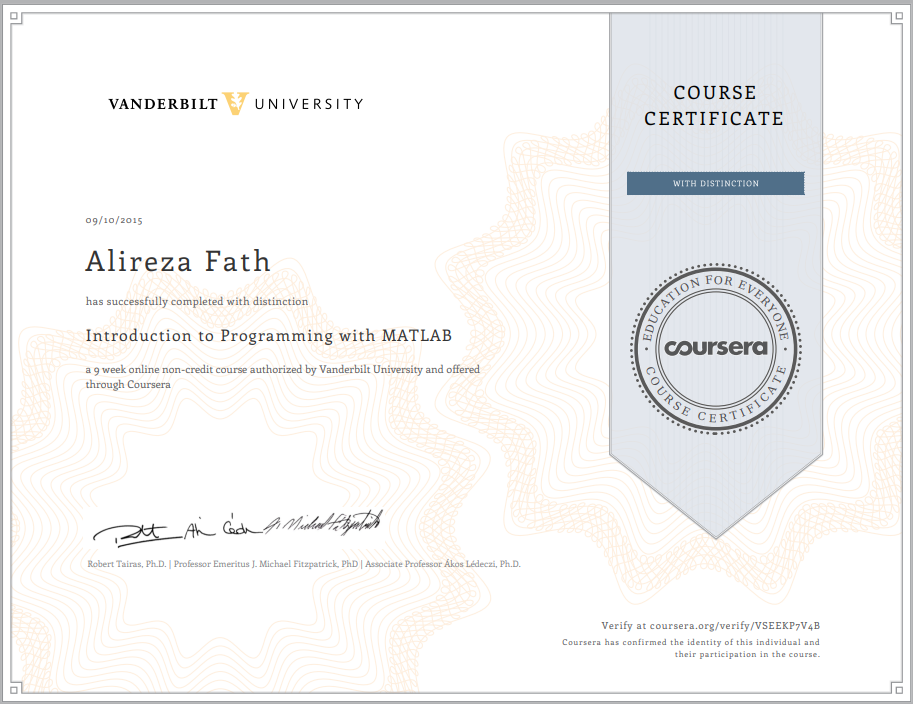 VANDERBILT UNIVERSITY
COURSE
CERTIFICATE
WITH DISTINCTION
09/10/2015
Alireza Fath
has successfully completed with distinction
Introduction to Programming with MATLAB
a 9 week online non-credit course authorized by Vanderbilt University and offered
through Coursera
EDUCATION FOR EVERYONE
coursera
COURSE CERTIFICATE
Robert Tairas, Ph.D. | Professor Emeritus J. Michael Fitzpatrick, PhD | Associate Professor Ákos Lédeczi, Ph.D.
Verify at coursera.org/verify/VSEEKP7V4B
Coursera has confirmed the identity of this individual and
their participation in the course.